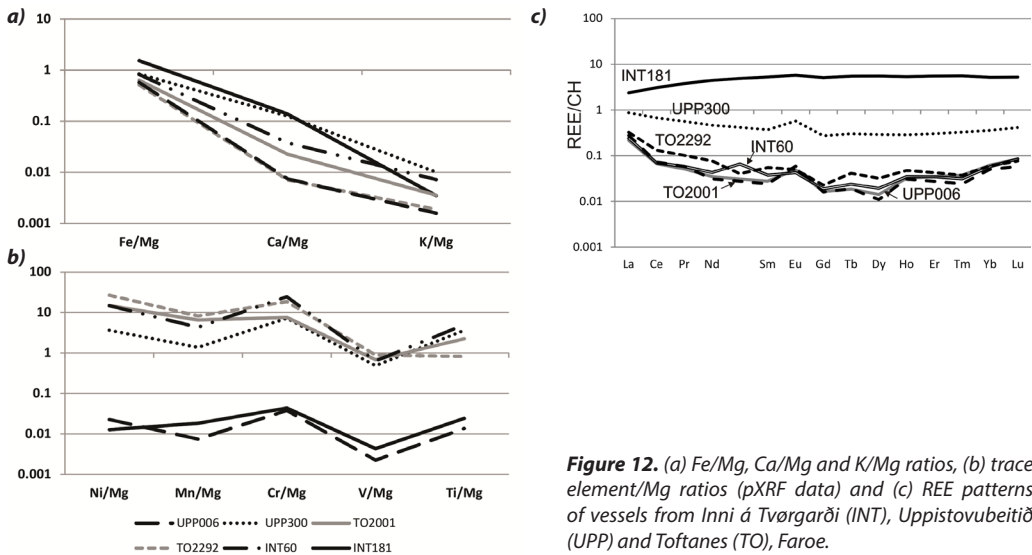 a)
10
1
0.1
0.01
0.001
Fe/Mg Ca/Mg K/Mg
b)
100
10
1
0.1
0.01
0.001
Ni/Mg Mn/Mg Cr/Mg V/Mg Ti/Mg
UPP006 UPP300 TO2001
TO2292 INT60 INT181
c)
REE/CH
100
10
1
0.1
0.01
0.001
INT181
UPP300
TO2292
INT60
TO2001
UPP006
La Ce Pr Nd Sm Eu Gd Tb Dy Ho Er Tm Yb Lu
Figure 12. (a) Fe/Mg, Ca/Mg and K/Mg ratios, (b) trace
element/Mg ratios (pXRF data) and (c) REE patterns
of vessels from Inni á Tvørgarði (INT), Uppistovubeitið
(UPP) and Toftanes (TO), Faroe.